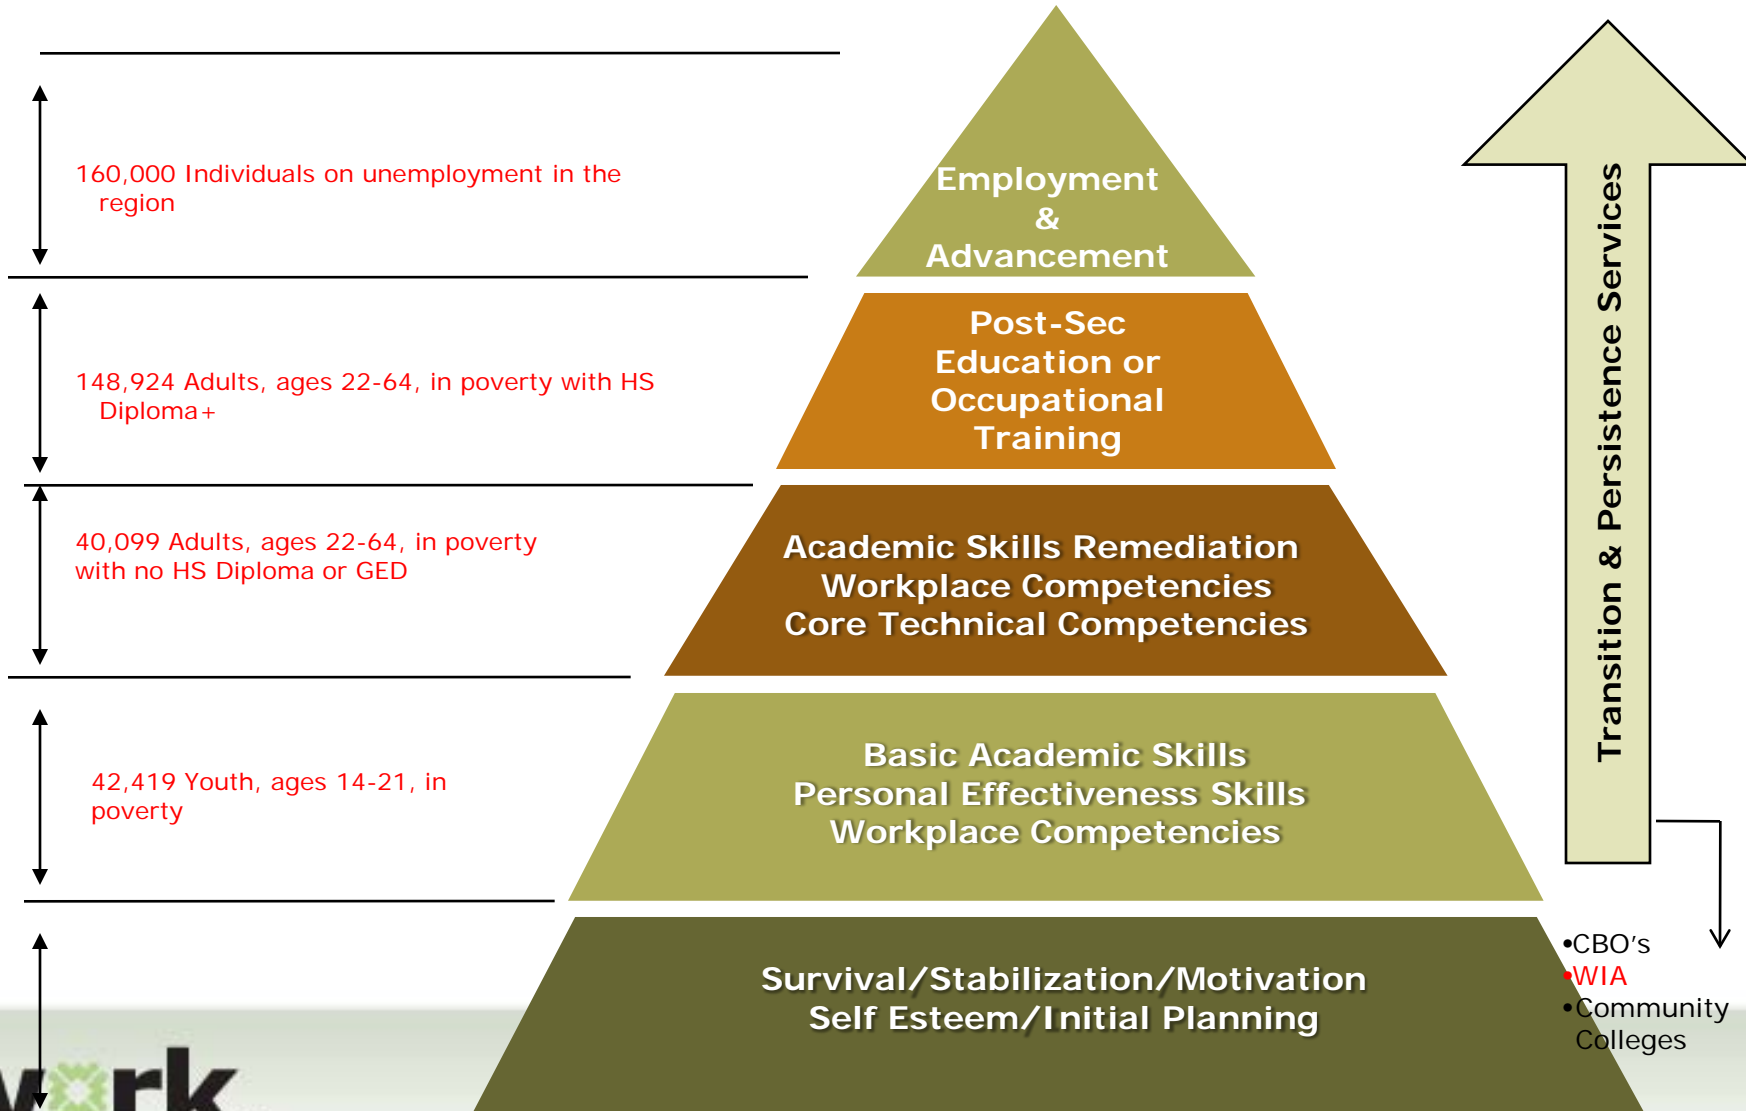 160,000 Individuals on unemployment in the
region
148,924 Adults, ages 22-64, in poverty with HS
Diploma+
40,099 Adults, ages 22-64, in poverty
with no HS Diploma or GED
42,419 Youth, ages 14-21, in
poverty
Employment
&
Advancement
Post-Sec
Education or
Occupational
Training
Academic Skills Remediation
Workplace Competencies
Core Technical Competencies
Basic Academic Skills
Personal Effectiveness Skills
Workplace Competencies
Survival/Stabilization/Motivation
Self Esteem/Initial Planning
Transition & Persistence Services
•CBO's
•WIA
•Community
Colleges